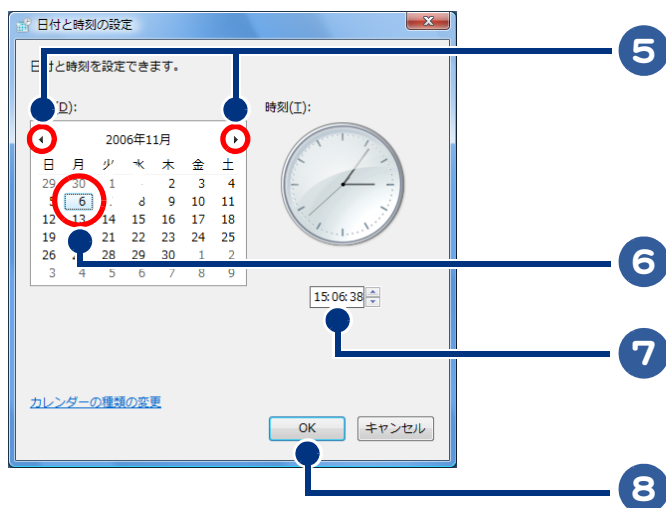 日付と時刻の設定
日付と時刻を設定できます。
(D):
時刻(T):
2006年11月
日 月 火 水 木 金 土
29 30 2 3 4
5 6 8 9 10 11
12 13 14 15 16 17 18
19 21 22 23 24 25
26 28 29 30 1 2
3 4 5 6 7 8 9
15:06:38
カレンダーの種類の変更
OK キャンセル
5
6
7
8